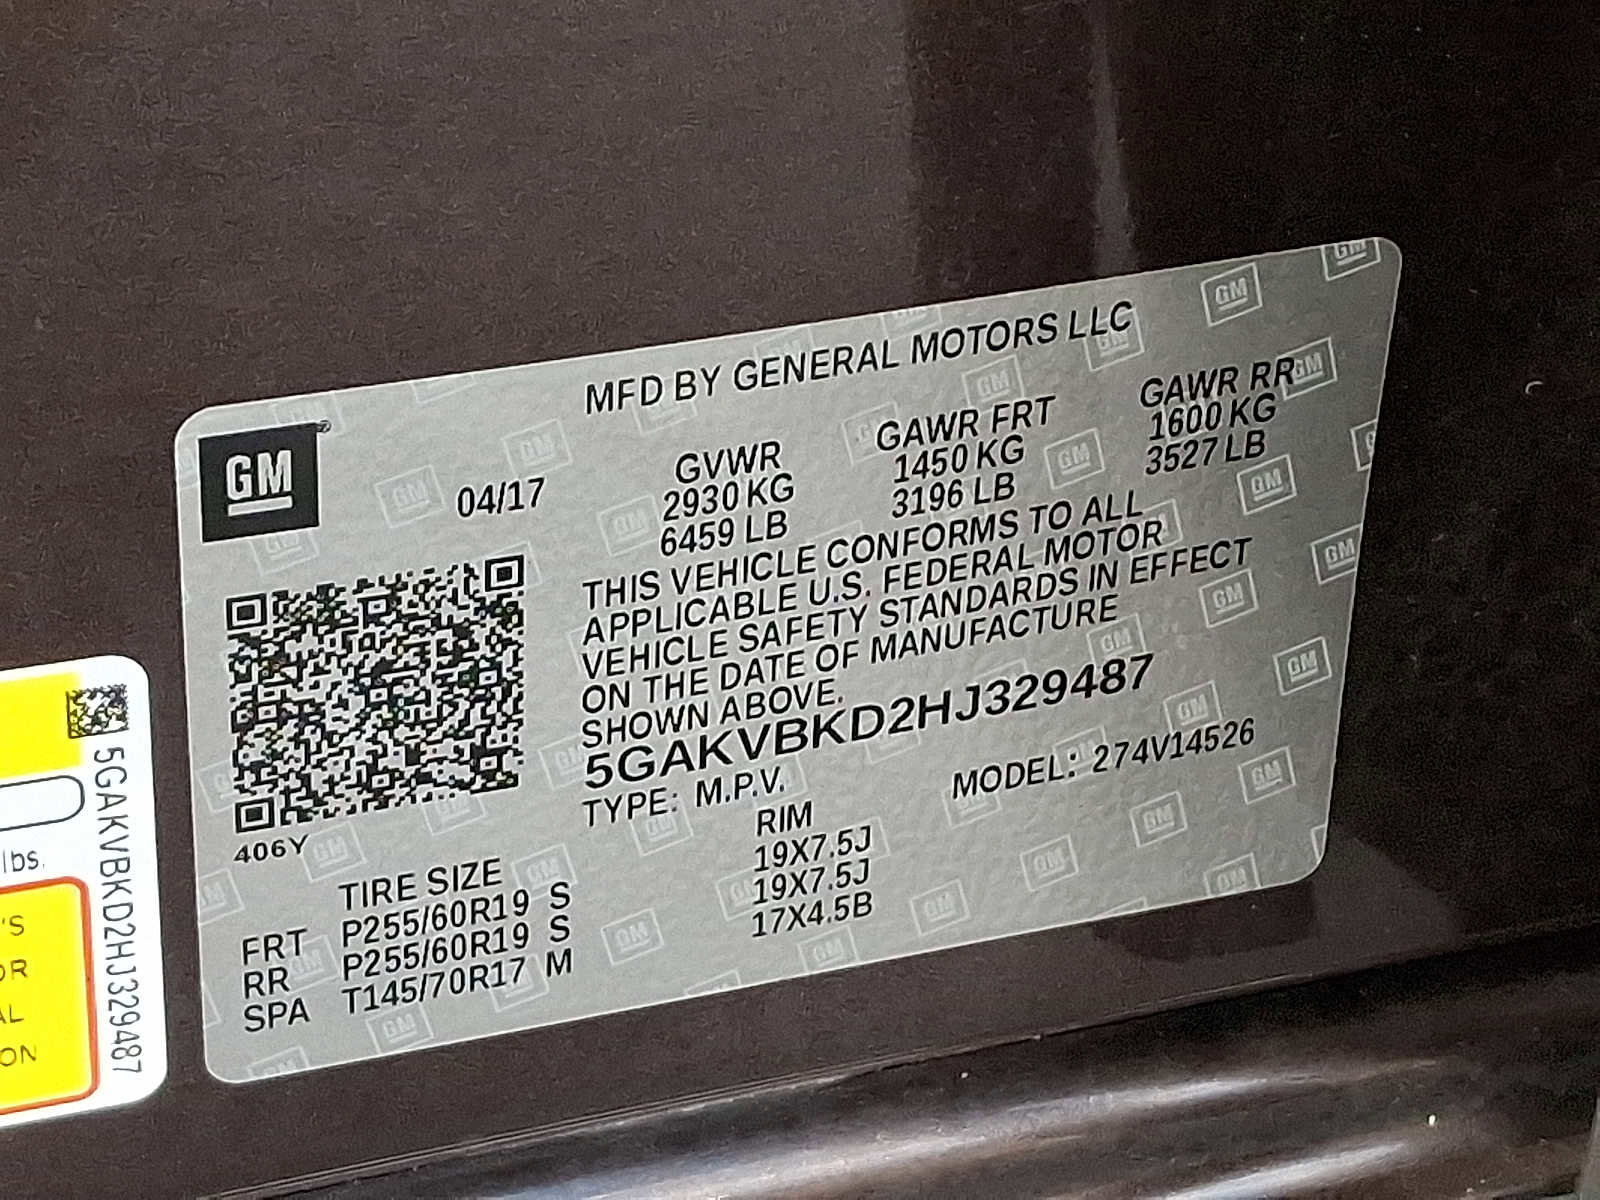 MFD BY GENERAL MOTORS LLC
GM
04/17
GVWR
2930 KG
6459 LB
GAWR FRT
1450 KG
3196 LB
GAWR RR
1600 KG
3527 LB
THIS VEHICLE CONFORMS TO ALL
APPLICABLE U.S. FEDERAL MOTOR
VEHICLE SAFETY STANDARDS IN EFFECT
ON THE DATE OF MANUFACTURE
SHOWN ABOVE.
5GAKVBKD2HJ329487
TYPE: M.P.V.
MODEL: 274V14526
406Y
TIRE SIZE RIM
FRT P255/60R19 S 19X7.5J
RR P255/60R19 S 19X7.5J
SPA T145/70R17 M 17X4.5B
5GAKVBKD2HJ329487
lbs.
'S
OR
AL
ON